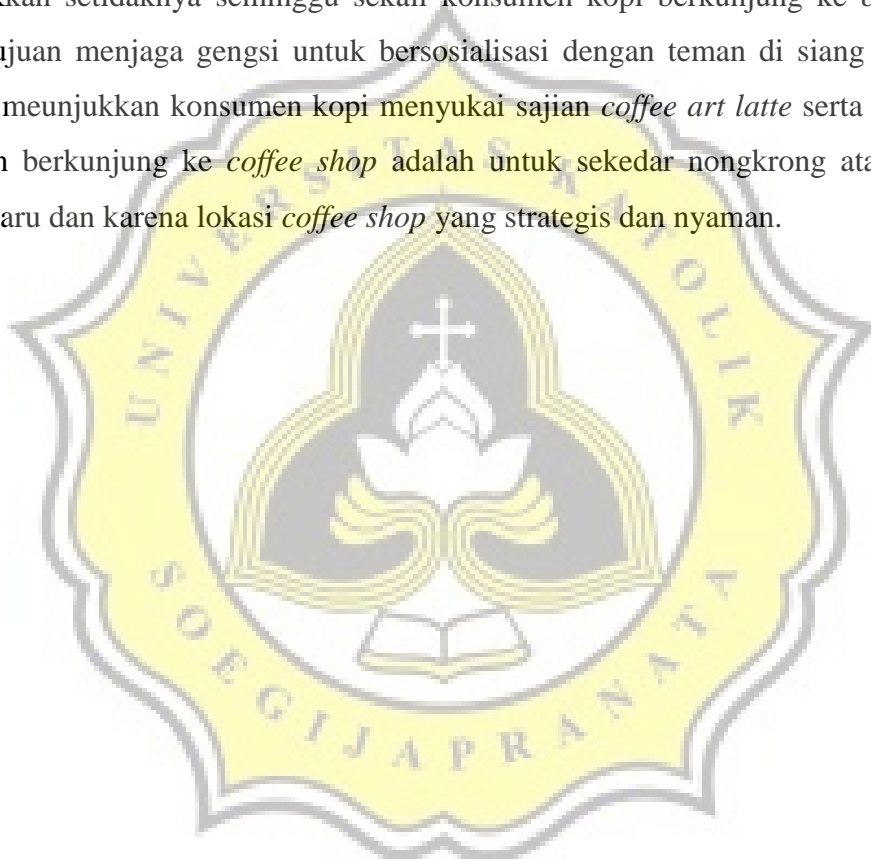 setidaknya seminggu sekali konsumen kopi berkunjung ke
menjaga gengsi untuk bersosialisasi dengan teman di siang
meunjukkan konsumen kopi menyukai sajian coffee art latte serta
berkunjung ke coffee shop adalah untuk sekedar nongkrong
dan karena lokasi coffee shop yang strategis dan nyaman.
UNIVERSITAS KATOLIK
SOEGIJAPRANATA